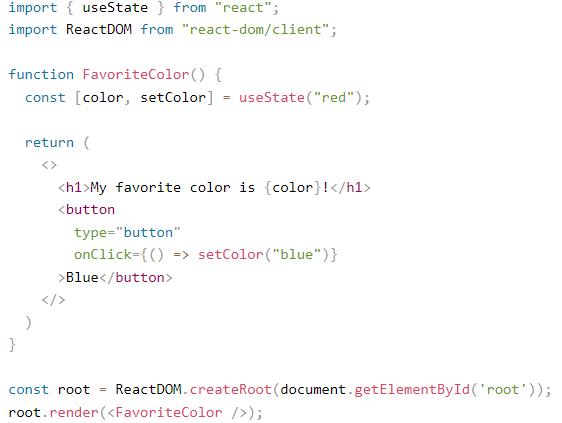 import { useState } from "react";
import ReactDOM from "react-dom/client";

function FavoriteColor() {
  const [color, setColor] = useState("red");

  return (
    <>
      <h1>My favorite color is {color}!</h1>
      <button
        type="button"
        onClick={() => setColor("blue")}
      >Blue</button>
    </>
  )
}

const root = ReactDOM.createRoot(document.getElementById('root'));
root.render(<FavoriteColor />);